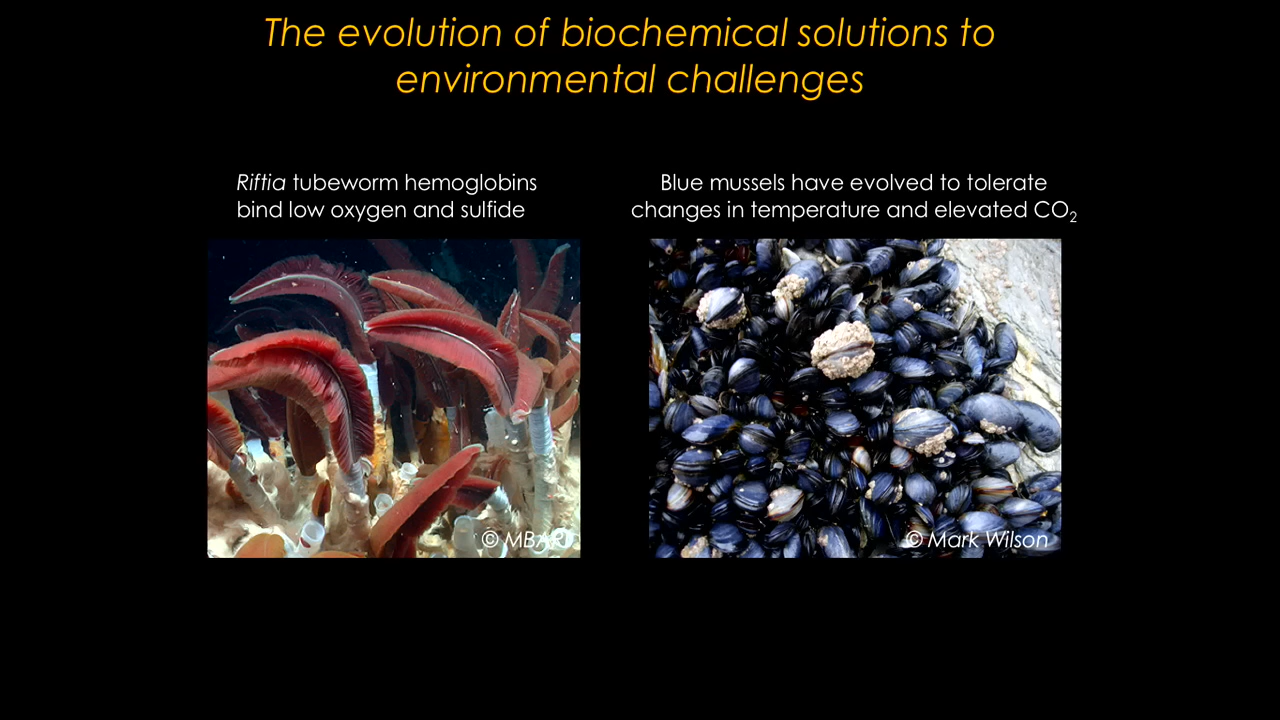 The evolution of biochemical solutions to
environmental challenges
Riftia tubeworm hemoglobins
bind low oxygen and sulfide
Blue mussels have evolved to tolerate
changes in temperature and elevated CO₂
© MBARI
© Mark Wilson